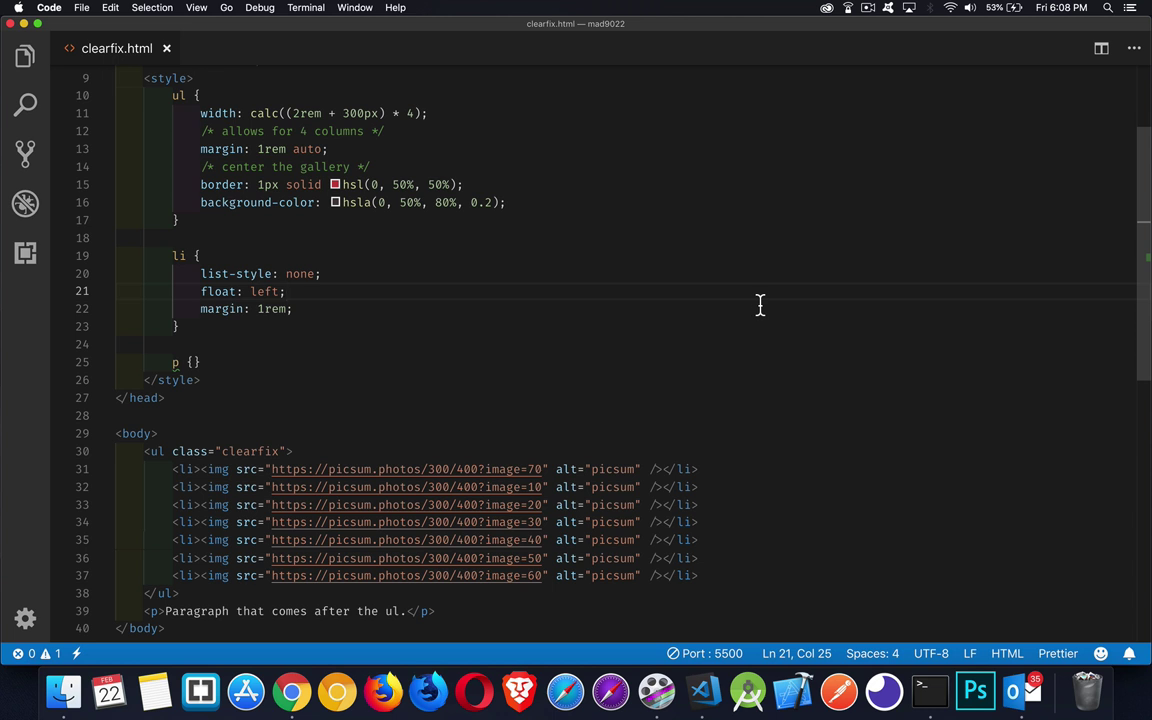 Code File Edit Selection View Go Debug Terminal Window Help 53% Fri 6:08 PM
clearfix.html — mad9022
<> clearfix.html ×
9 <style>
10 ul {
11 width: calc((2rem + 300px) * 4);
12 /* allows for 4 columns */
13 margin: 1rem auto;
14 /* center the gallery */
15 border: 1px solid hsl(0, 50%, 50%);
16 background-color: hsla(0, 50%, 80%, 0.2);
17 }
18
19 li {
20 list-style: none;
21 float: left;
22 margin: 1rem;
23 }
24
25 p {}
26 </style>
27 </head>
28
29 <body>
30 <ul class="clearfix">
31 <li><img src="https://picsum.photos/300/400?image=70" alt="picsum" /></li>
32 <li><img src="https://picsum.photos/300/400?image=10" alt="picsum" /></li>
33 <li><img src="https://picsum.photos/300/400?image=20" alt="picsum" /></li>
34 <li><img src="https://picsum.photos/300/400?image=30" alt="picsum" /></li>
35 <li><img src="https://picsum.photos/300/400?image=40" alt="picsum" /></li>
36 <li><img src="https://picsum.photos/300/400?image=50" alt="picsum" /></li>
37 <li><img src="https://picsum.photos/300/400?image=60" alt="picsum" /></li>
38 </ul>
39 <p>Paragraph that comes after the ul.</p>
40 </body>
0 1 Port : 5500 Ln 21, Col 25 Spaces: 4 UTF-8 LF HTML Prettier
FEB
22
>_
Ps
35